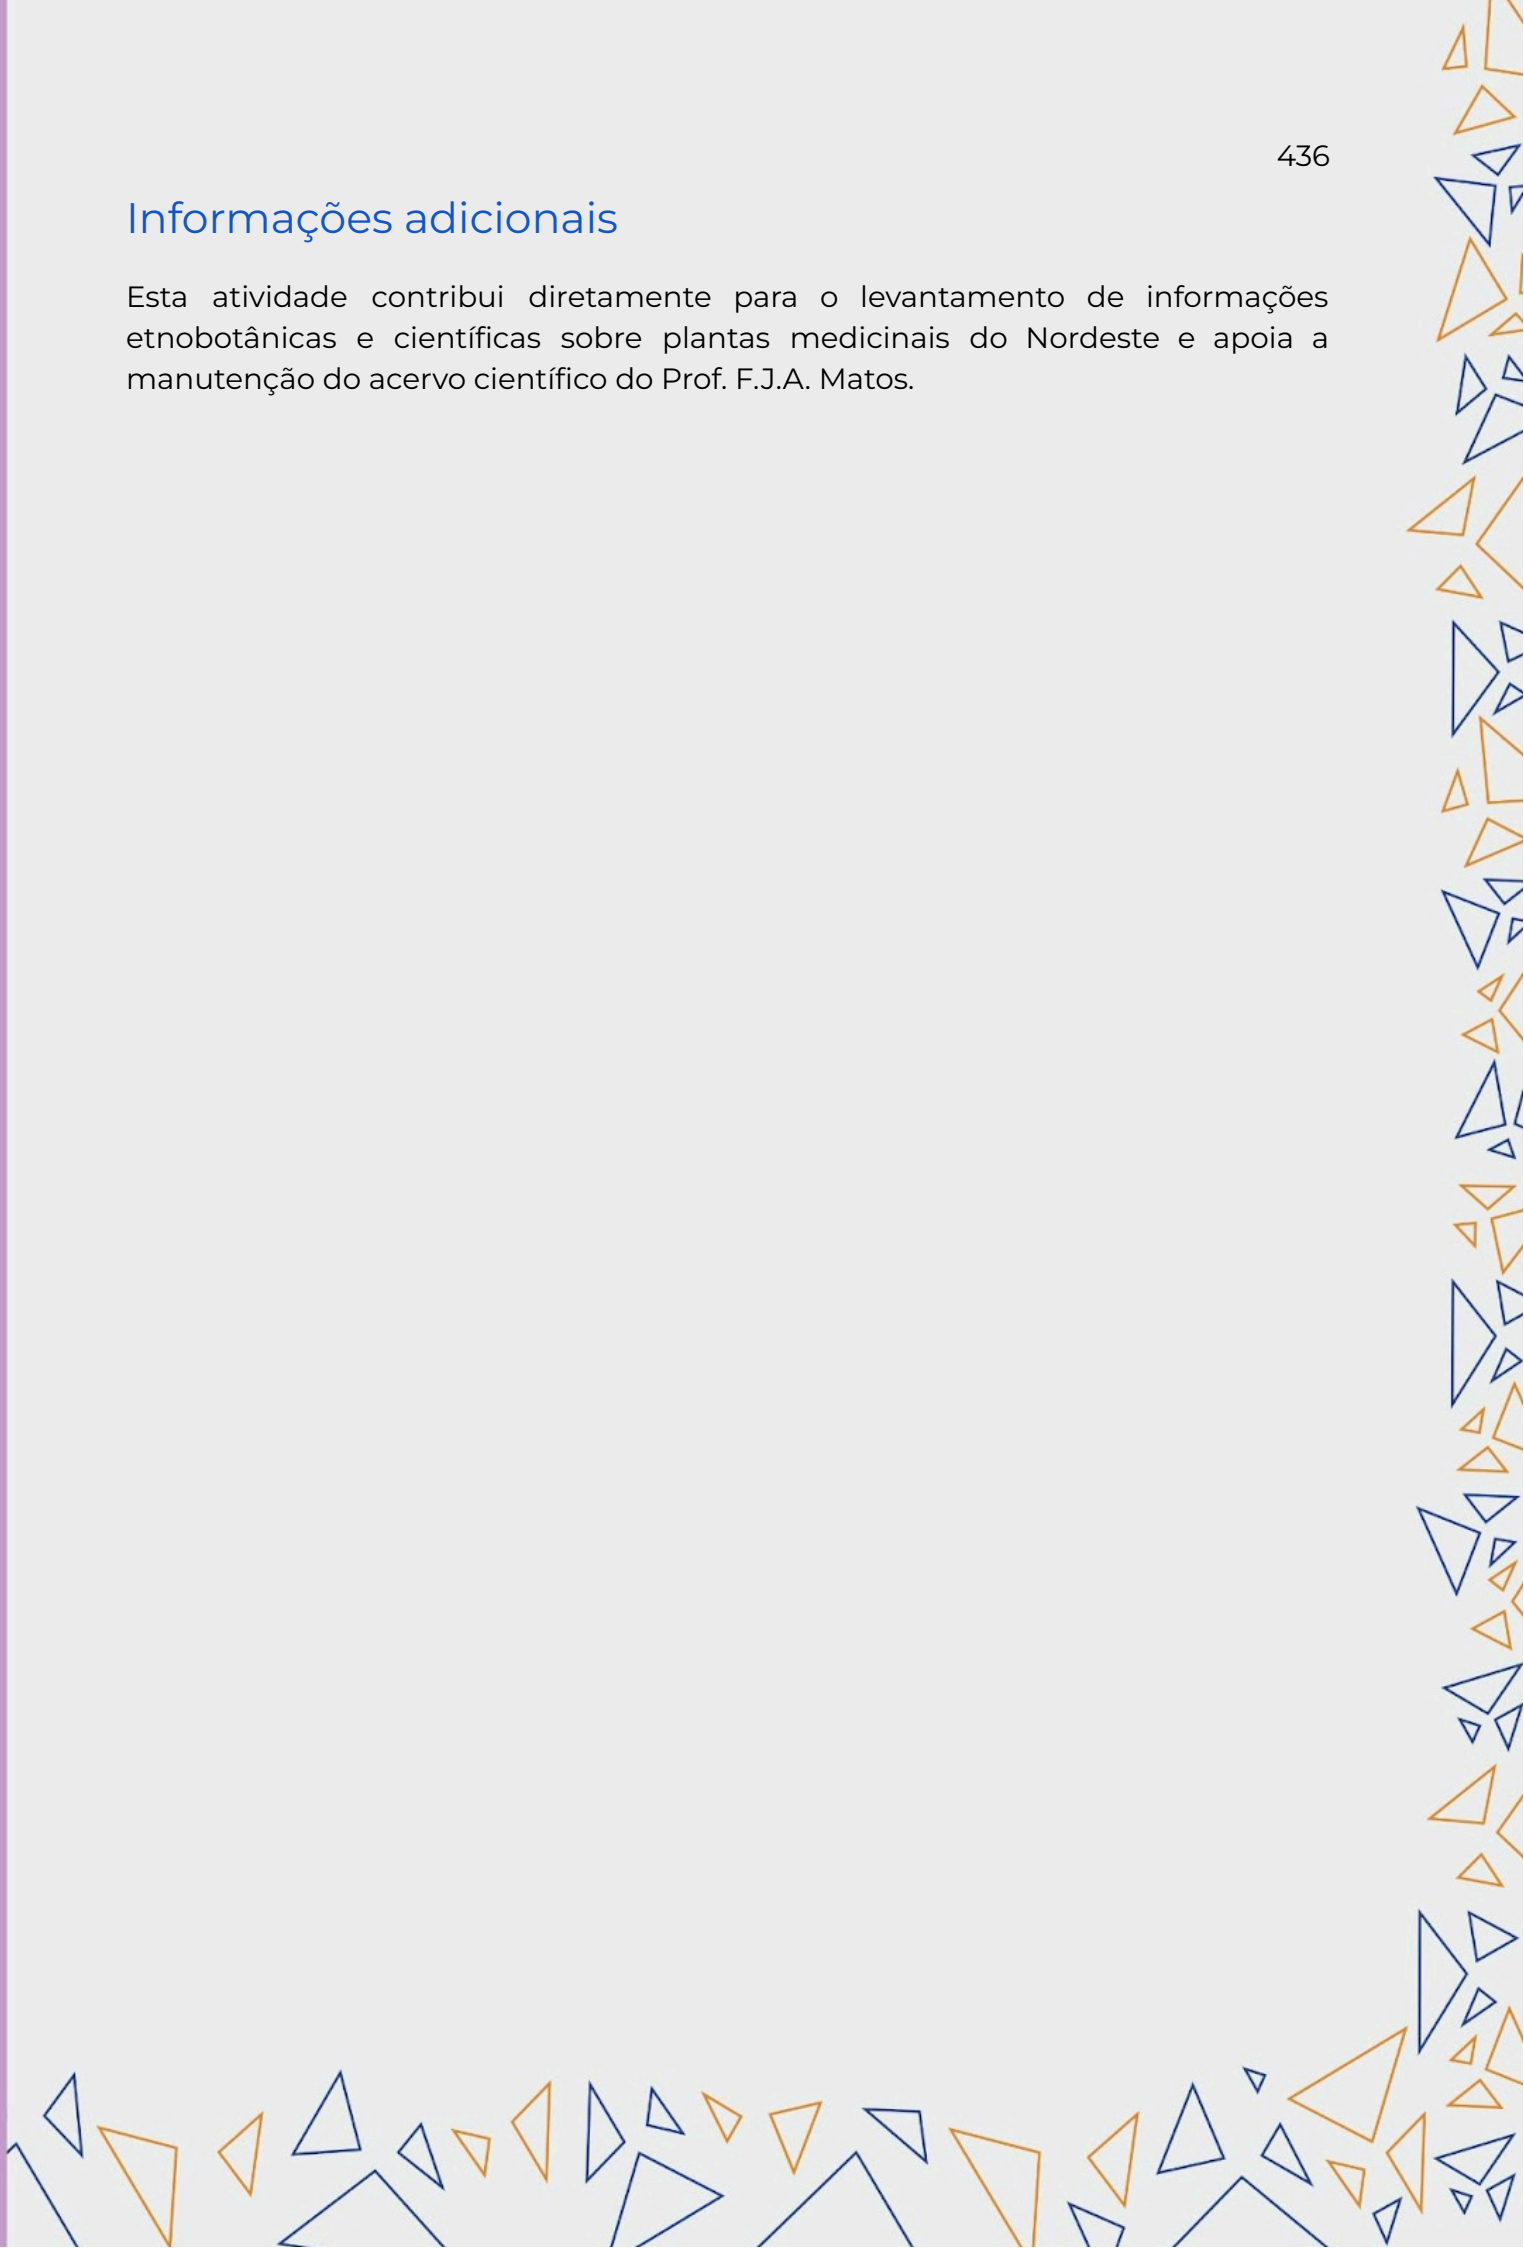 436
Informações adicionais
Esta atividade contribui diretamente para o levantamento de informações
etnobotânicas e científicas sobre plantas medicinais do Nordeste e apoia a
manutenção do acervo científico do Prof. F.J.A. Matos.